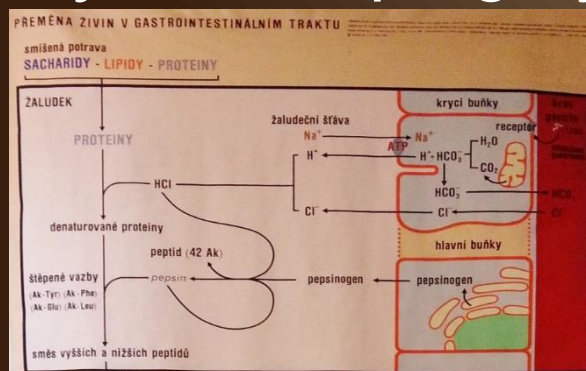 PŘEMĚNA ŽIVIN V GASTROINTESTINÁLNÍM TRAKTU
smíšená potrava
SACHARIDY - LIPIDY - PROTEINY
ŽALUDEK
PROTEINY
HCl
denaturované proteiny
peptid (42 Ak)
štěpené vazby
(Ak-Tyr) (Ak-Phe)
(Ak-Glu) (Ak-Leu)
pepsin
směs vyšších a nižších peptidů
žaludeční šťáva
Na⁺
H⁺
Cl⁻
pepsinogen
krycí buňky
receptor
Na⁺
ATP
H⁺+HCO₃⁻
H₂O
CO₂
HCO₃⁻
HCO₃⁻
Cl⁻
Cl⁻
hlavní buňky
pepsinogen